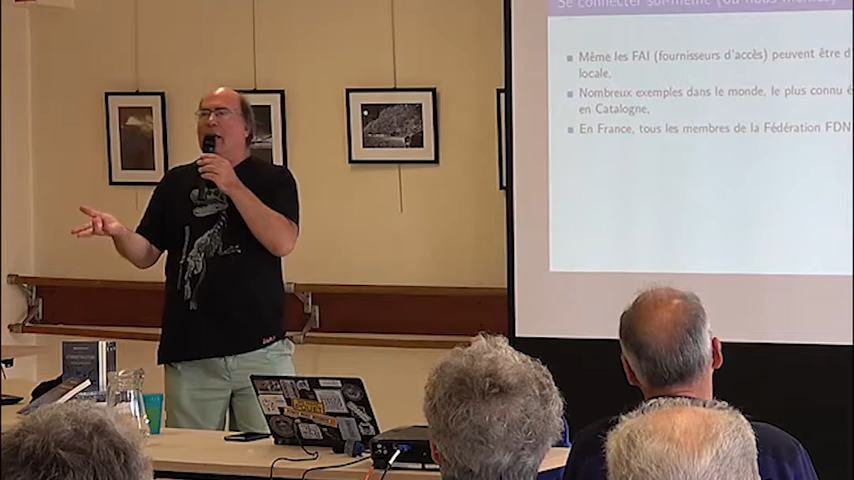 Se connecter soi-même (ou nous-mêmes)
Même les FAI (fournisseurs d'accès) peuvent être d
locale,
Nombreux exemples dans le monde, le plus connu é
en Catalogne,
En France, tous les membres de la Fédération FDN